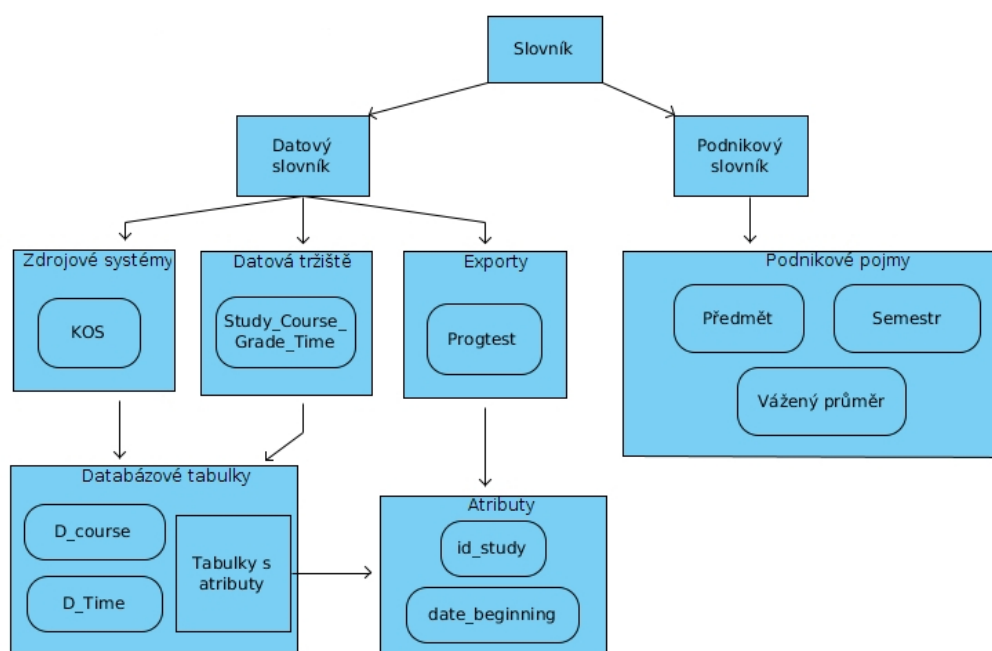 Slovník
Datový
slovník
Podnikový
slovník
Zdrojové systémy
KOS
Datová tržiště
Study_Course_
Grade_Time
Exporty
Progtest
Podnikové pojmy
Předmět
Semestr
Vážený průměr
Databázové tabulky
D_course
D_Time
Tabulky s
atributy
Atributy
id_study
date_beginning